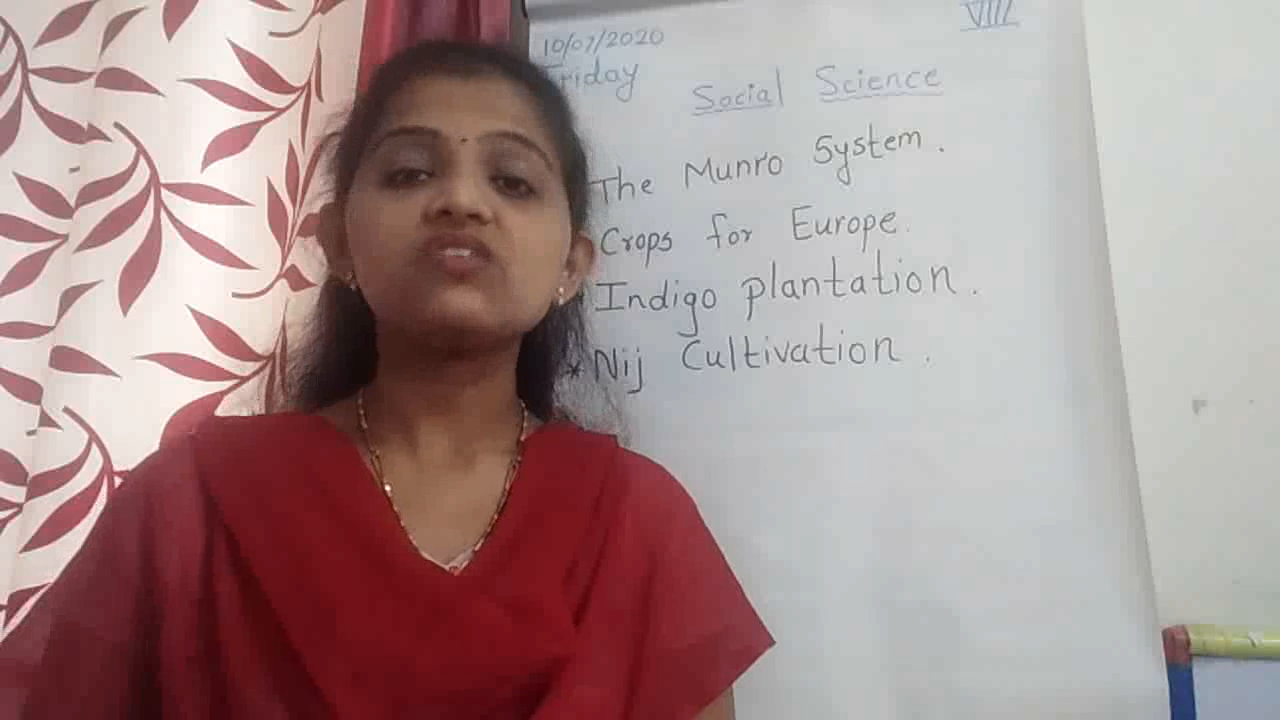 10/07/2020
VIII
Friday
Social Science
The Munro System.
Crops for Europe.
Indigo plantation.
* Nij Cultivation.